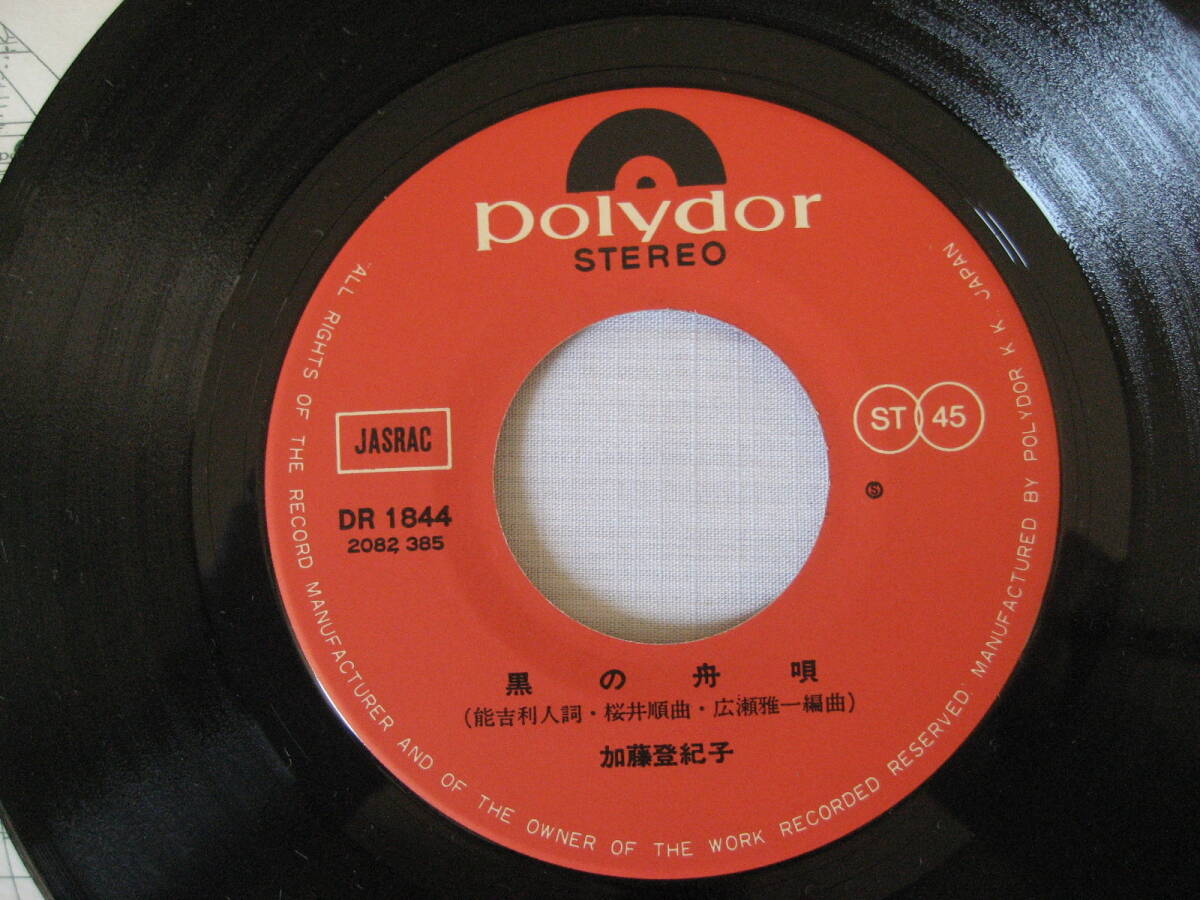 polydor
STEREO
JASRAC
ST 45
DR 1844
2082 385
Ⓢ
黒の舟唄
(能吉利人詞・桜井順曲・広瀬雅一編曲)
加藤登紀子
ALL RIGHTS OF THE RECORD MANUFACTURER AND OF THE OWNER OF THE WORK RECORDED RESERVED. MANUFACTURED BY POLYDOR K. K. JAPAN